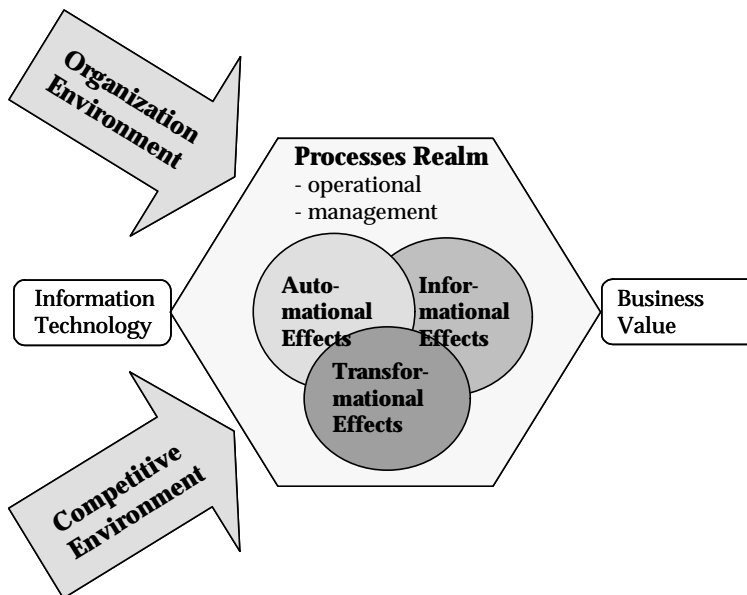 Organization
Environment
Processes Realm
- operational
- management
Information
Technology
Auto-
mational
Effects
Infor-
mational
Effects
Transfor-
mational
Effects
Business
Value
Competitive
Environment